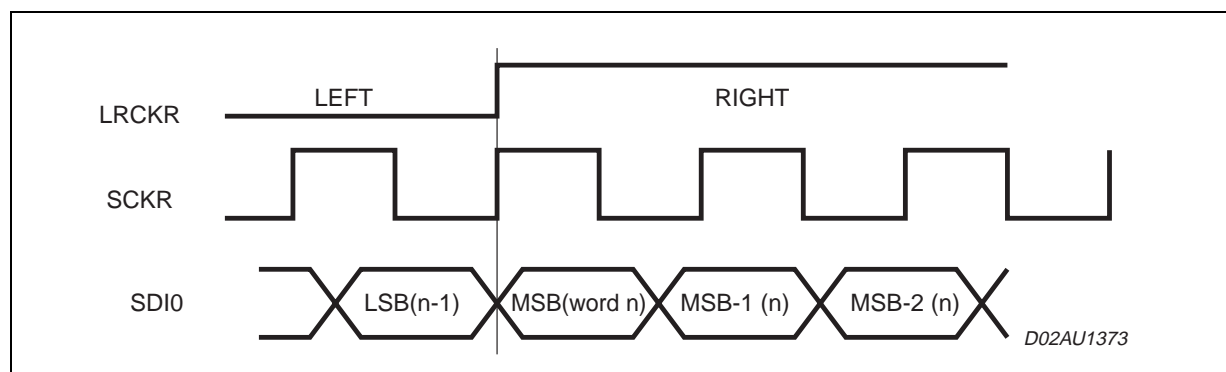 LEFT
RIGHT
LRCKR
SCKR
SDI0
LSB(n-1)
MSB(word n)
MSB-1 (n)
MSB-2 (n)
D02AU1373